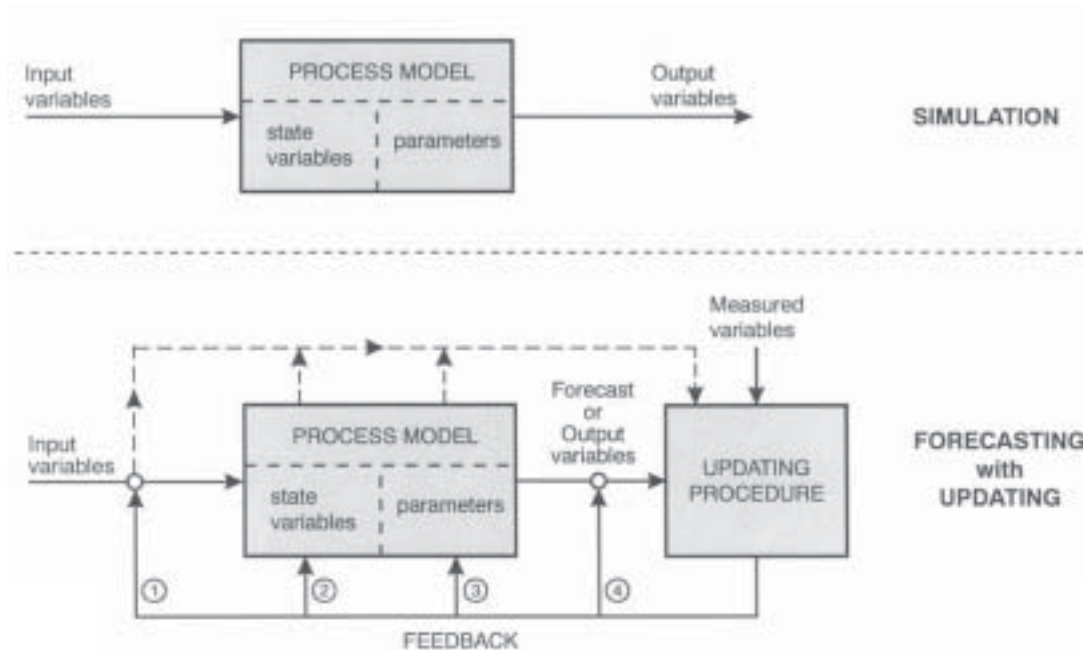 Input
variables
PROCESS MODEL
state
variables
parameters
Output
variables
SIMULATION
Measured
variables
Input
variables
PROCESS MODEL
state
variables
parameters
Forecast
or
Output
variables
UPDATING
PROCEDURE
FORECASTING
with
UPDATING
1
2
3
4
FEEDBACK